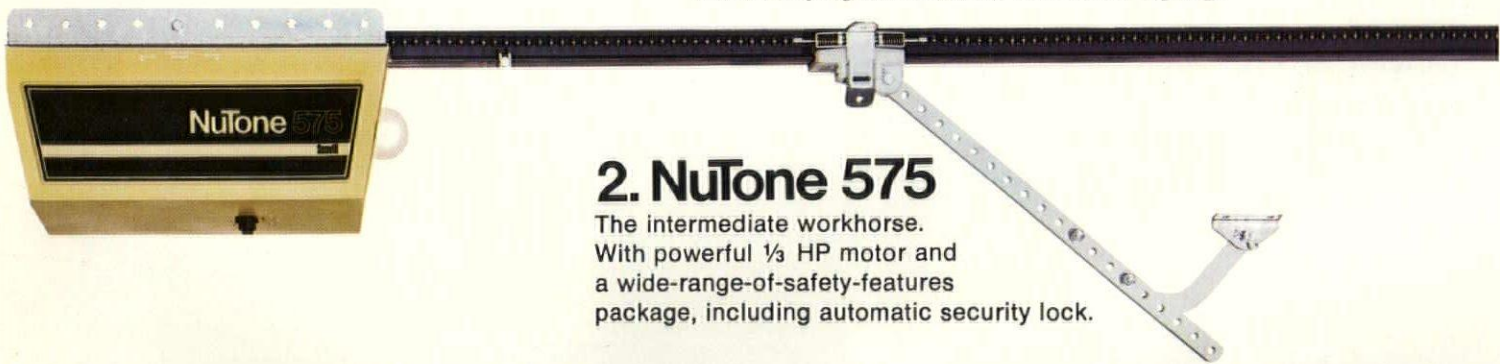 NuTone 575
2. NuTone 575
The intermediate workhorse.
With powerful ⅓ HP motor and
a wide-range-of-safety-features
package, including automatic security lock.